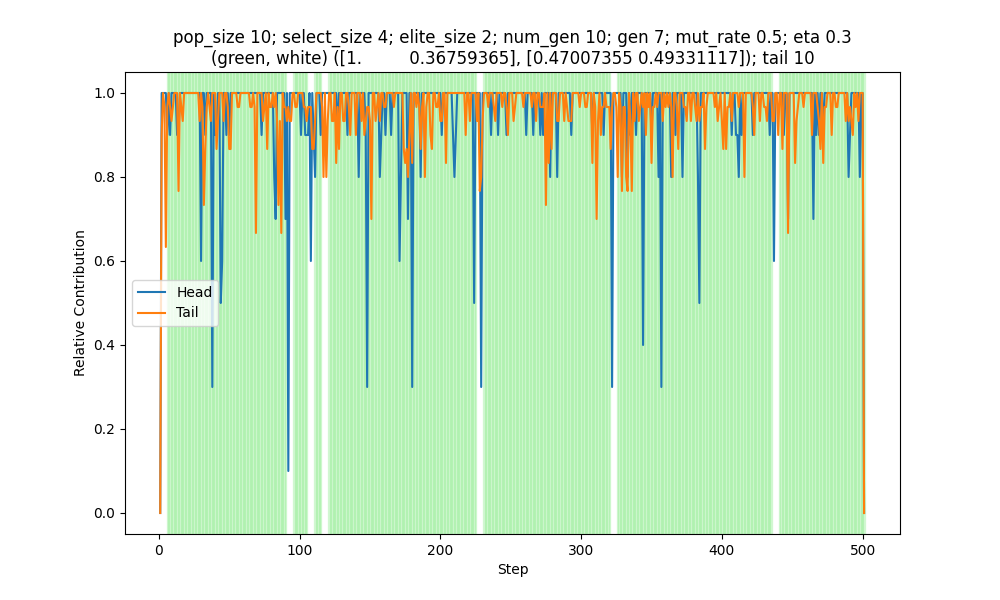 pop_size 10; select_size 4; elite_size 2; num_gen 10; gen 7; mut_rate 0.5; eta 0.3
(green, white) ([1.          0.36759365], [0.47007355 0.49331117]); tail 10
1.0
0.8
0.6
0.4
0.2
0.0
Relative Contribution
Head
Tail
0
100
200
300
400
500
Step